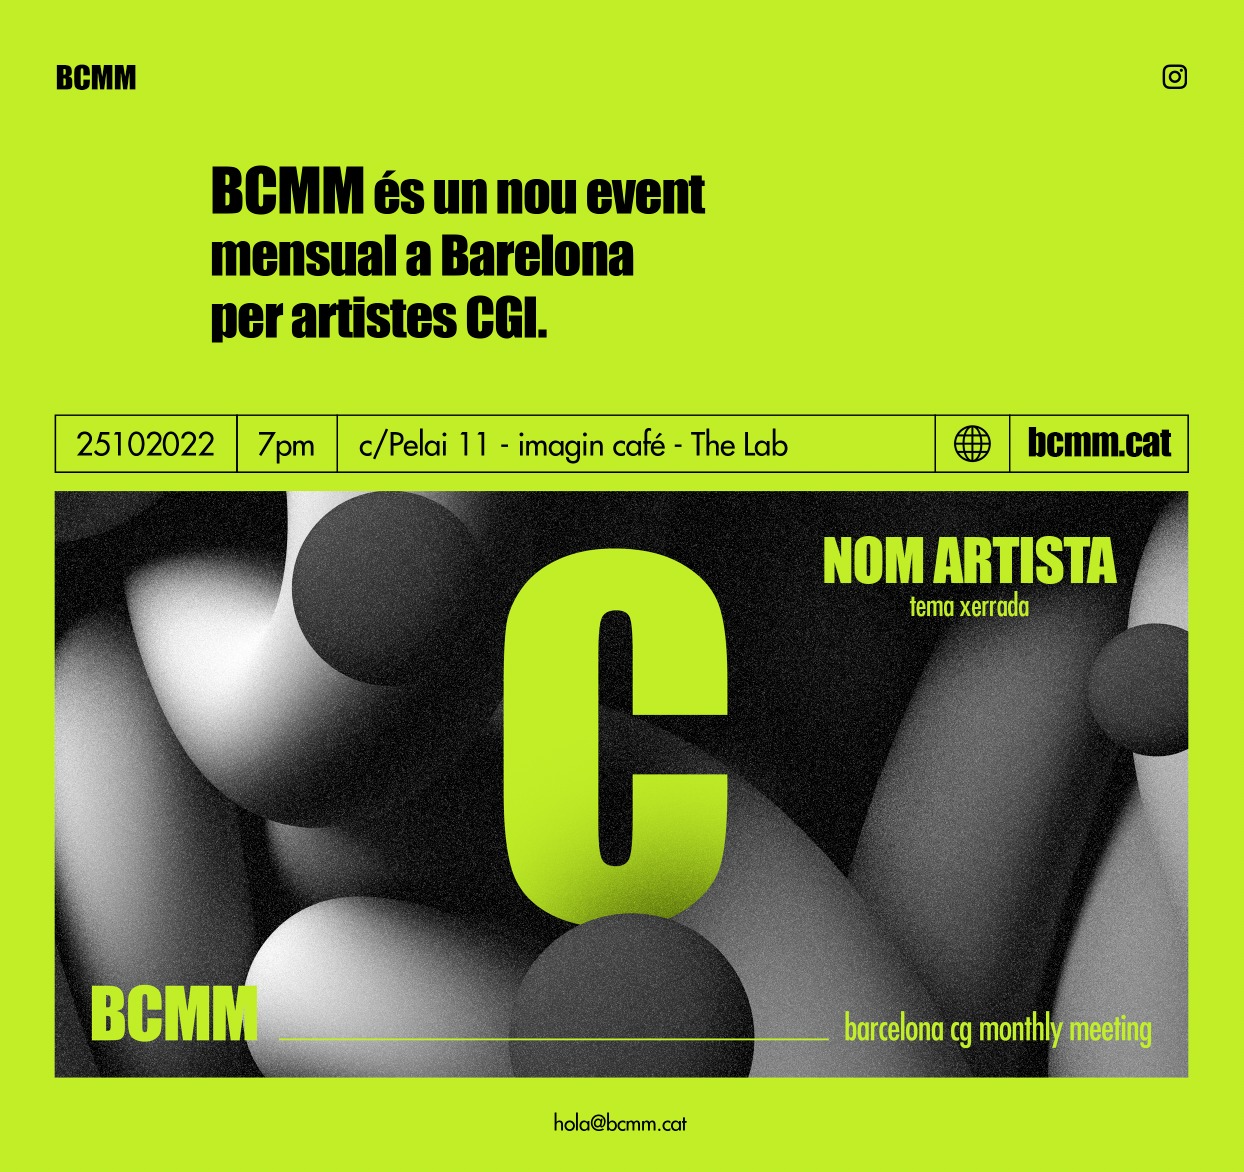 BCMM
BCMM és un nou event
mensual a Barelona
per artistes CGI.
25102022 7pm c/Pelai 11 - imagin café - The Lab bcmm.cat
NOM ARTISTA
tema xerrada
C
BCMM barcelona cg monthly meeting
hola@bcmm.cat